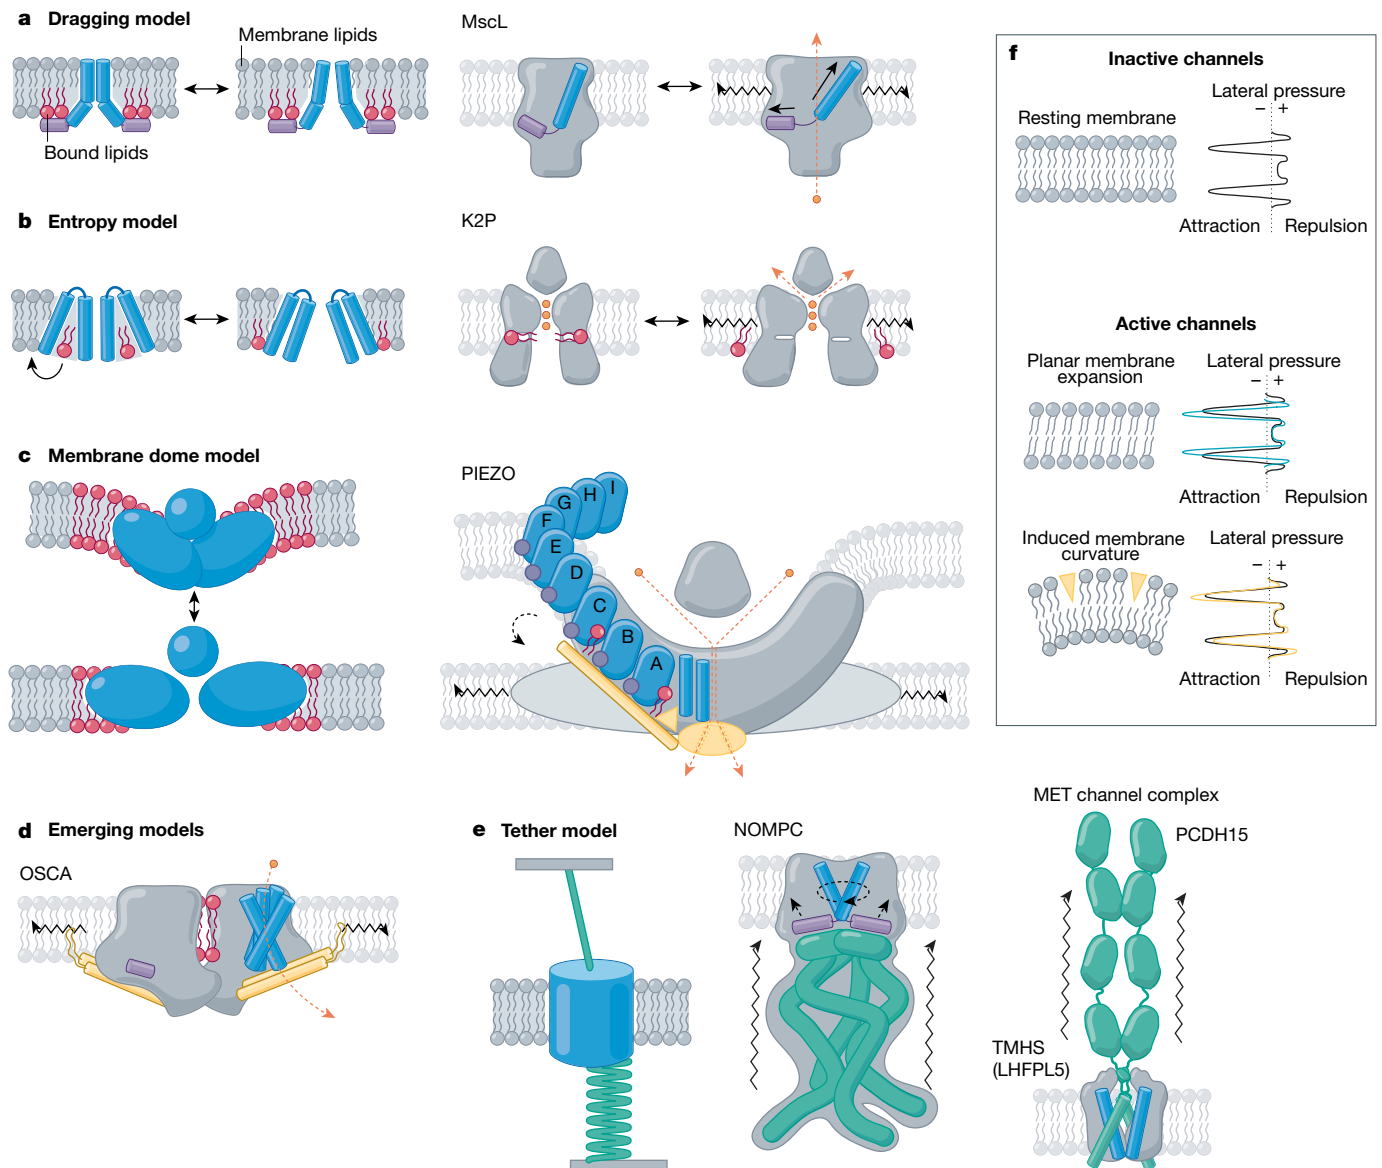 a Dragging model
Membrane lipids
Bound lipids
MscL
b Entropy model
K2P
c Membrane dome model
PIEZO
I
H
G
F
E
D
C
B
A
d Emerging models
OSCA
e Tether model
NOMPC
MET channel complex
PCDH15
TMHS
(LHFPL5)
f
Inactive channels
Lateral pressure
– +
Resting membrane
Attraction Repulsion
Active channels
Planar membrane
expansion
Lateral pressure
– +
Attraction Repulsion
Induced membrane
curvature
Lateral pressure
– +
Attraction Repulsion